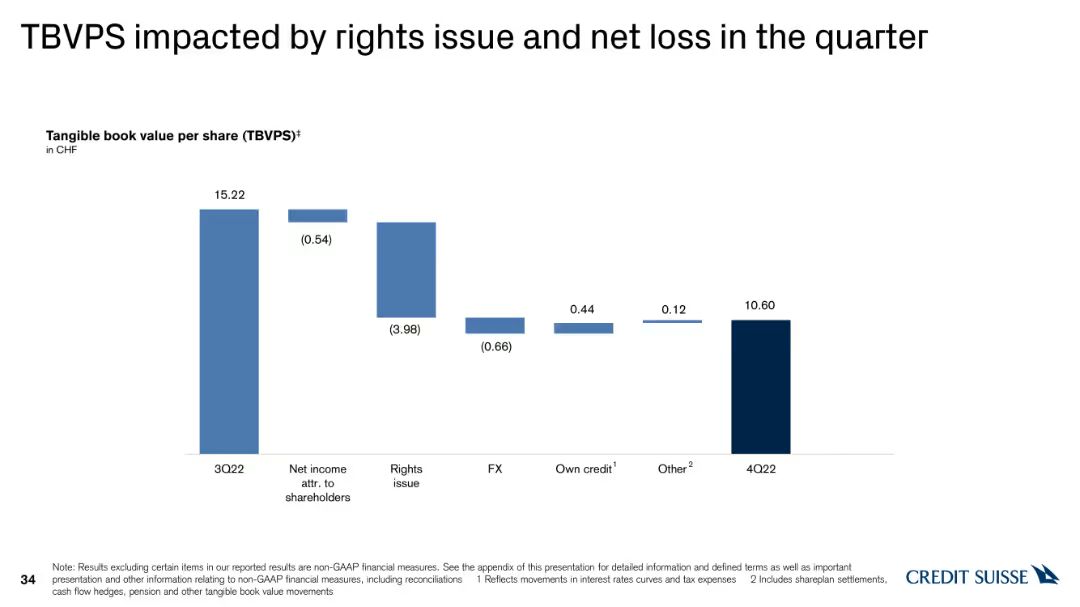 TBVPS impacted by rights issue and net loss in the quarter
Tangible book value per share (TBVPS)‡
in CHF
15.22
(0.54)
(3.98)
(0.66)
0.44
0.12
10.60
3Q22
Net income
attr. to
shareholders
Rights
issue
FX
Own credit1
Other2
4Q22
34
Note: Results excluding certain items in our reported results are non-GAAP financial measures. See the appendix of this presentation for detailed information and defined terms as well as important
presentation and other information relating to non-GAAP financial measures, including reconciliations 1 Reflects movements in interest rates curves and tax expenses 2 Includes shareplan settlements,
cash flow hedges, pension and other tangible book value movements
CREDIT SUISSE